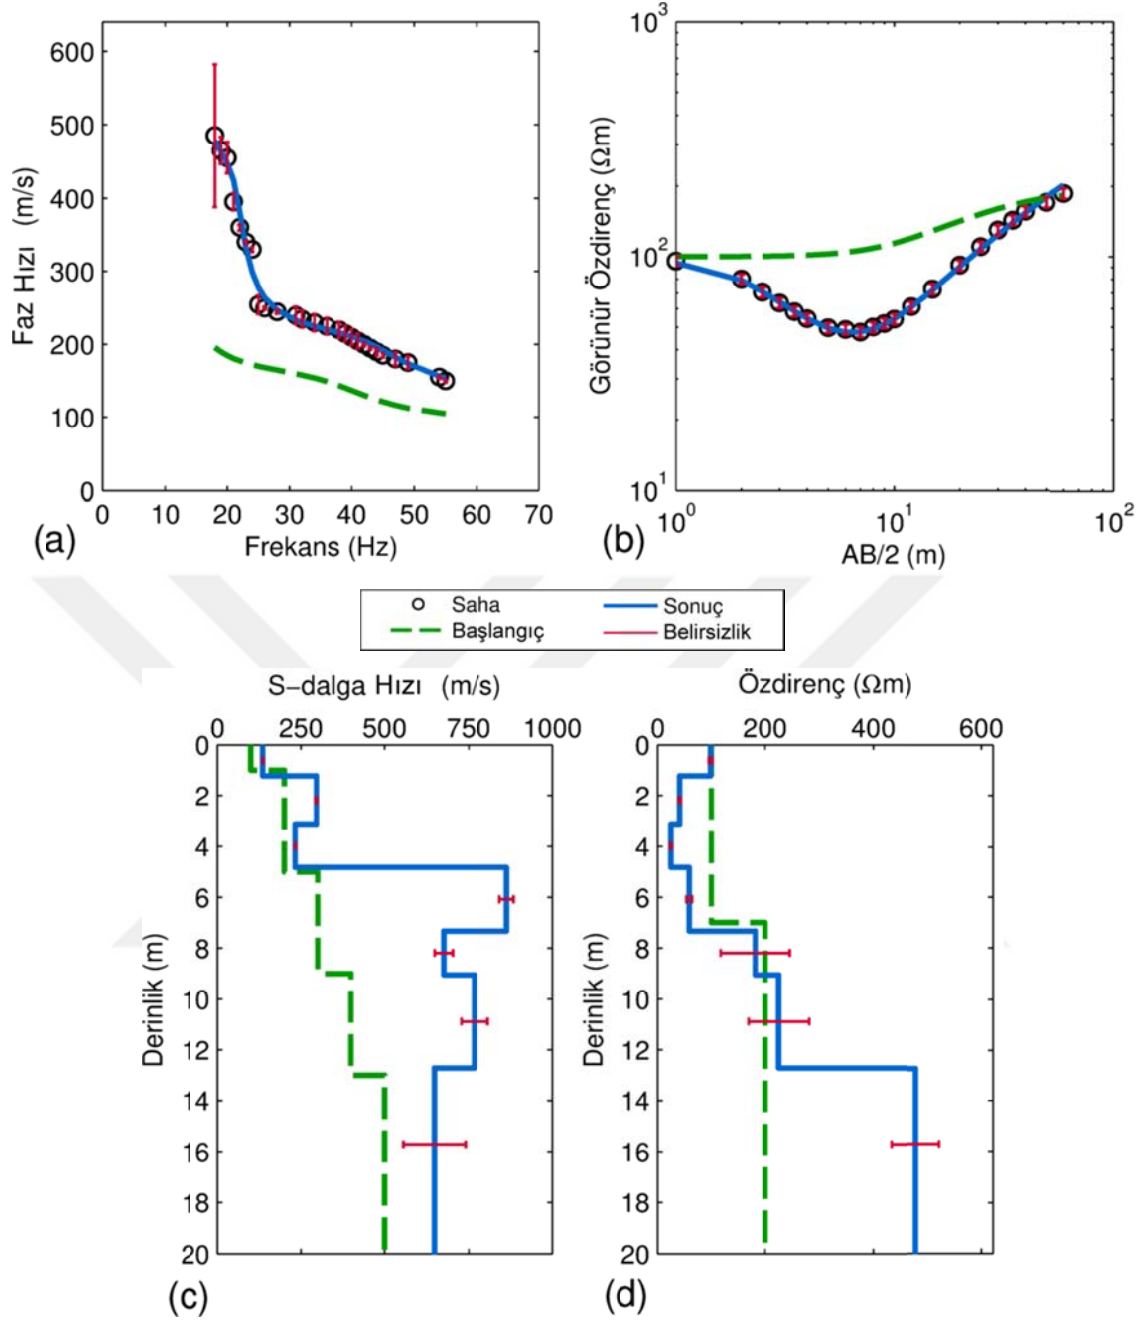 600
500
400
300
200
100
0
Faz Hızı (m/s)
0 10 20 30 40 50 60 70
Frekans (Hz)
(a)
10³
10²
10¹
Görünür Özdirenç (Ωm)
10⁰ 10¹ 10²
AB/2 (m)
(b)
Saha
Sonuç
Başlangıç
Belirsizlik
S-dalga Hızı (m/s)
0 250 500 750 1000
0
2
4
6
8
10
12
14
16
18
20
Derinlik (m)
(c)
Özdirenç (Ωm)
0 200 400 600
0
2
4
6
8
10
12
14
16
18
20
Derinlik (m)
(d)